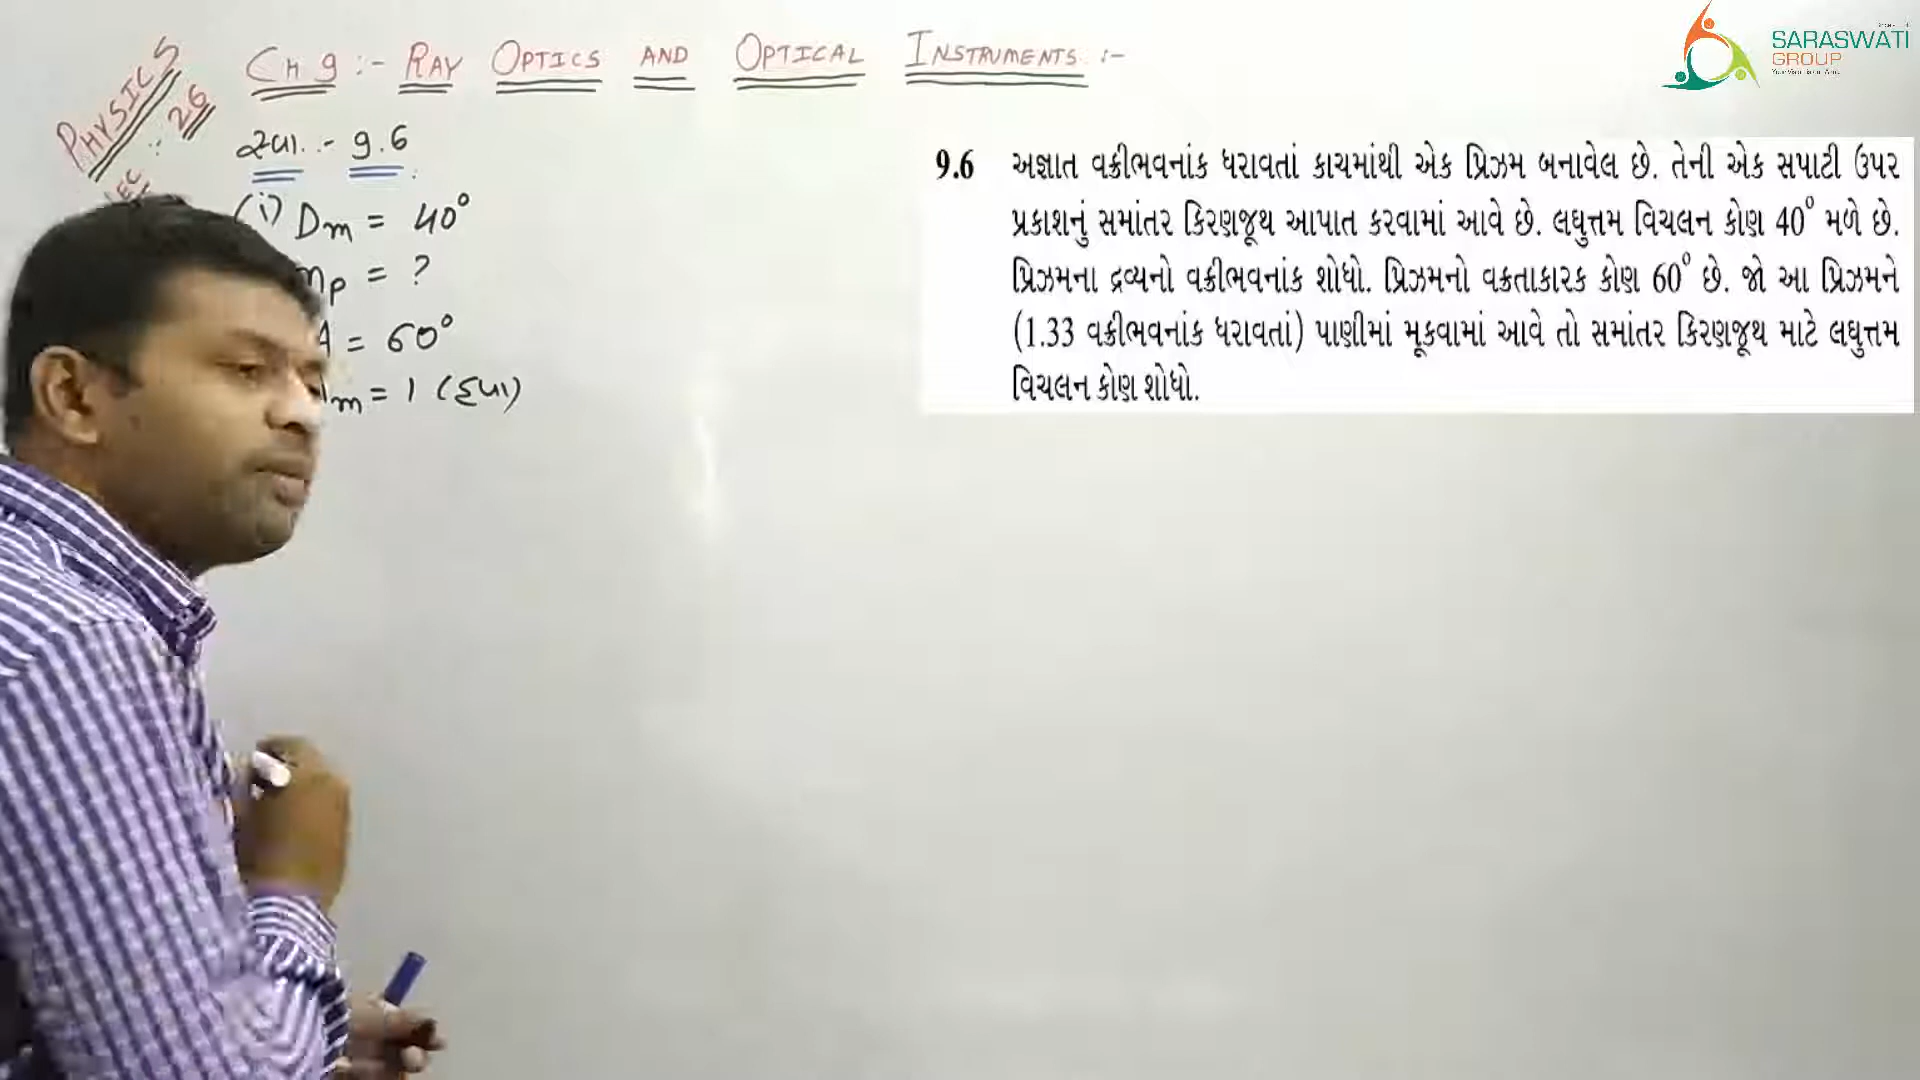 PHYSICS
26
CH 9 :- RAY OPTICS AND OPTICAL INSTRUMENTS :-
સ્વા. :- 9.6
(i) Dm = 40°
np = ?
A = 60°
m = 1 (હવા)
SARASWATI
GROUP
9.6 અજ્ઞાત વક્રીભવનાંક ધરાવતાં કાચમાંથી એક પ્રિઝમ બનાવેલ છે. તેની એક સપાટી ઉપર
પ્રકાશનું સમાંતર કિરણજૂથ આપાત કરવામાં આવે છે. લઘુત્તમ વિચલન કોણ 40° મળે છે.
પ્રિઝમના દ્રવ્યનો વક્રીભવનાંક શોધો. પ્રિઝમનો વક્રતાકારક કોણ 60° છે. જો આ પ્રિઝમને
(1.33 વક્રીભવનાંક ધરાવતાં) પાણીમાં મૂકવામાં આવે તો સમાંતર કિરણજૂથ માટે લઘુત્તમ
વિચલન કોણ શોધો.